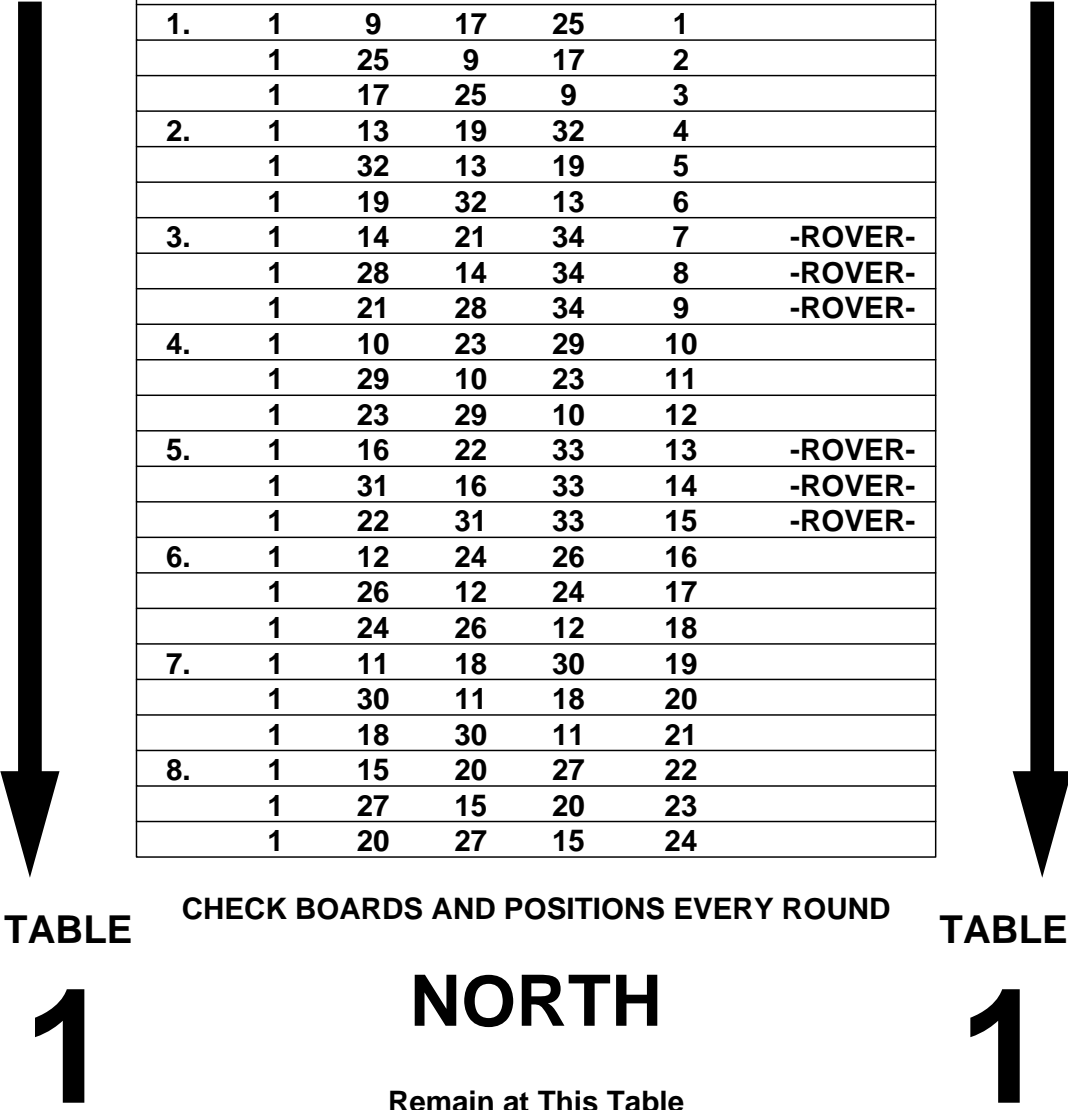 1. 1 9 17 25 1
1 25 9 17 2
1 17 25 9 3
2. 1 13 19 32 4
1 32 13 19 5
1 19 32 13 6
3. 1 14 21 34 7 -ROVER-
1 28 14 34 8 -ROVER-
1 21 28 34 9 -ROVER-
4. 1 10 23 29 10
1 29 10 23 11
1 23 29 10 12
5. 1 16 22 33 13 -ROVER-
1 31 16 33 14 -ROVER-
1 22 31 33 15 -ROVER-
6. 1 12 24 26 16
1 26 12 24 17
1 24 26 12 18
7. 1 11 18 30 19
1 30 11 18 20
1 18 30 11 21
8. 1 15 20 27 22
1 27 15 20 23
1 20 27 15 24
TABLE CHECK BOARDS AND POSITIONS EVERY ROUND TABLE
1 NORTH 1
Remain at This Table